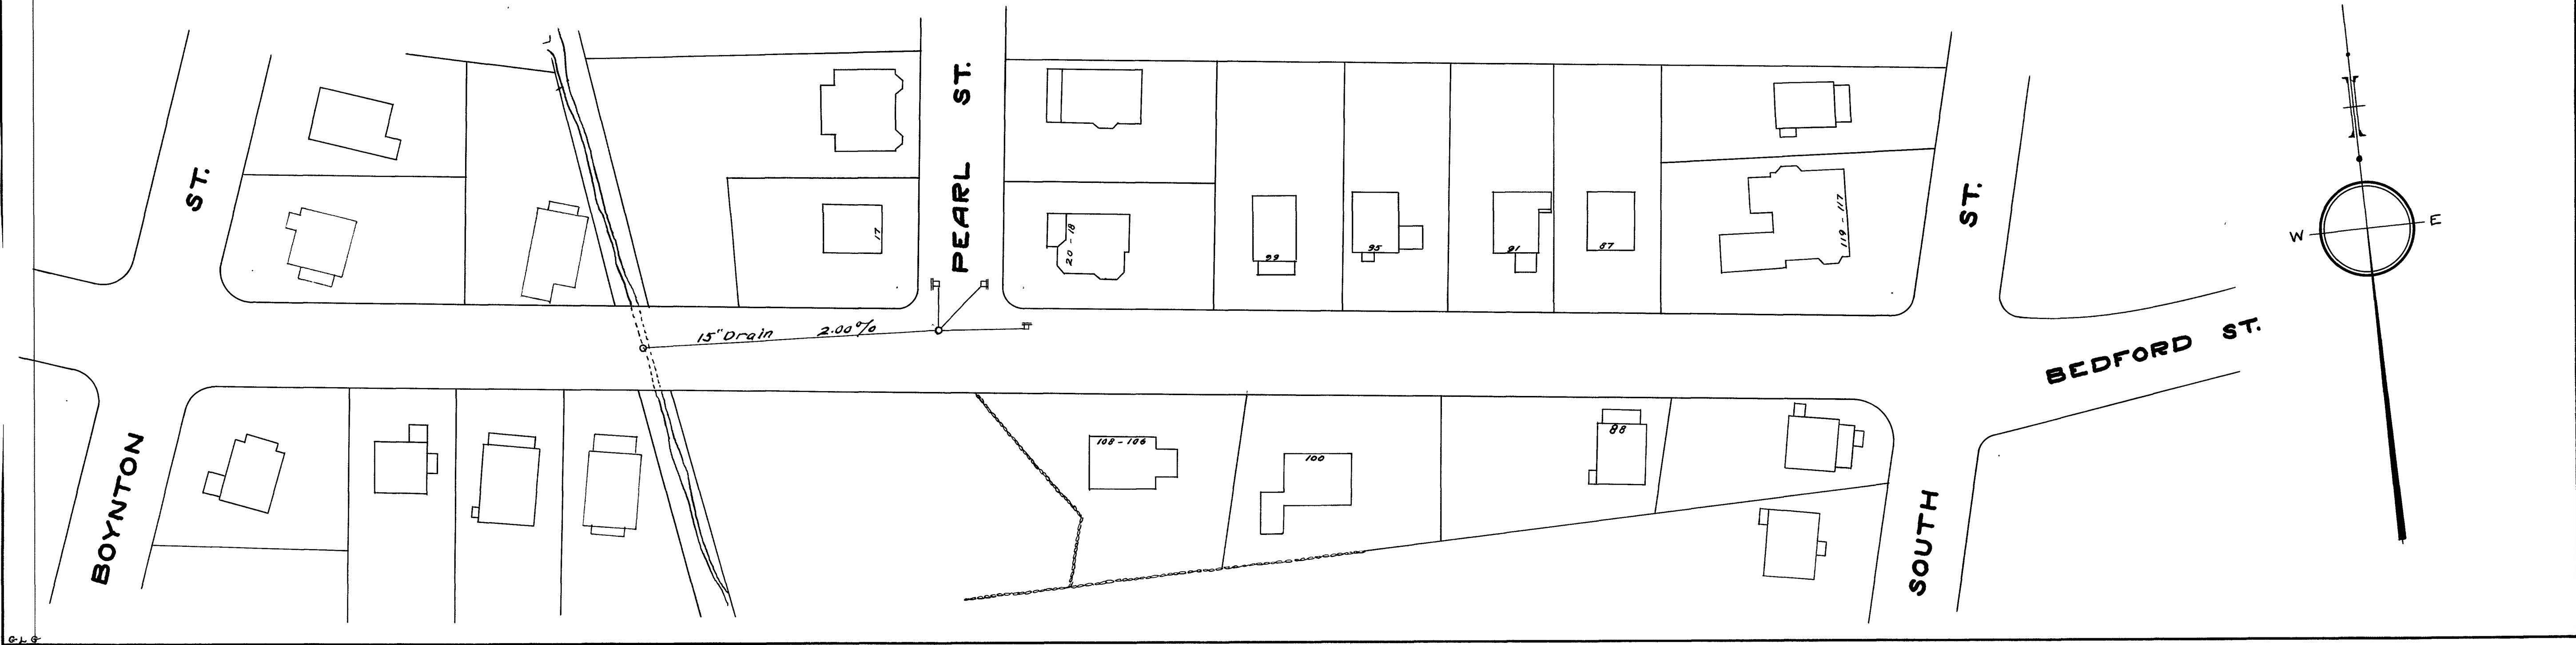 ST.
BOYNTON
PEARL ST.
17
20 - 18
99
95
91
87
119 - 117
ST.
SOUTH
15" Drain 2.00%
BEDFORD ST.
108 - 106
100
88
N
W
E
G L G